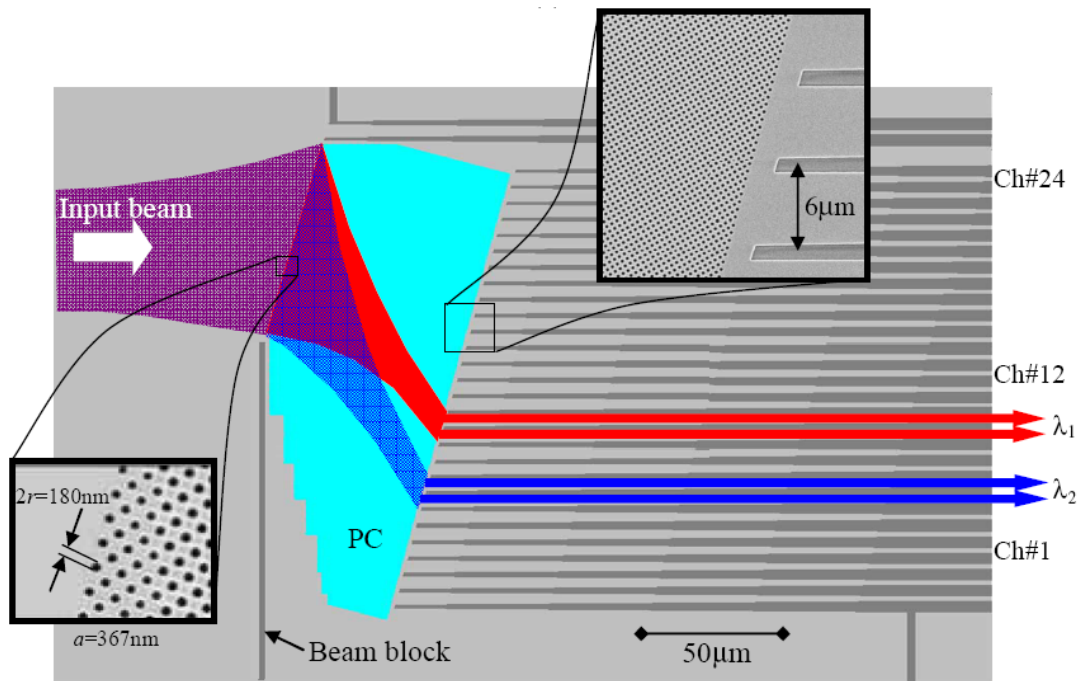 Ch#24
6μm
Input beam
Ch#12
λ1
2r=180nm
λ2
PC
Ch#1
a=367nm
Beam block
50μm